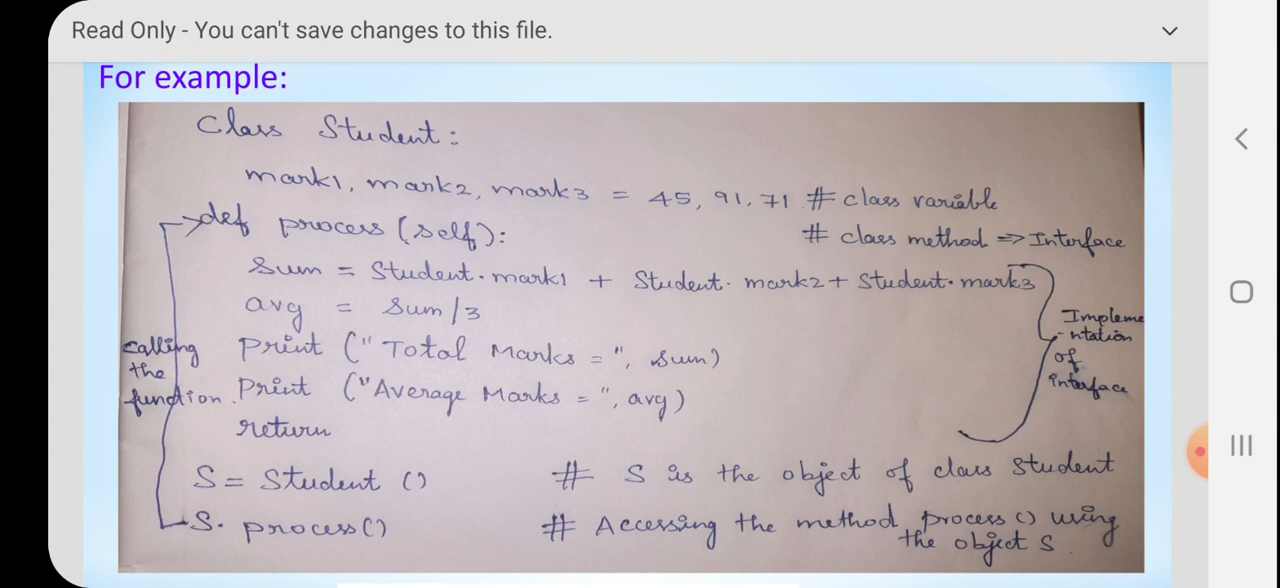 Read Only - You can't save changes to this file.
For example:
Class Student:
mark1, mark2, mark3 = 45, 91, 71 # class variable
def process (self): # class method => Interface
Sum = Student.mark1 + Student.mark2 + Student.mark3
avg = Sum/3
Print ("Total Marks = ", sum)
Print ("Average Marks = ", avg)
return
calling
the
function.
Impleme
-ntation
of
interface
S = Student () # S is the object of class Student
S. process() # Accessing the method process () using
the object S